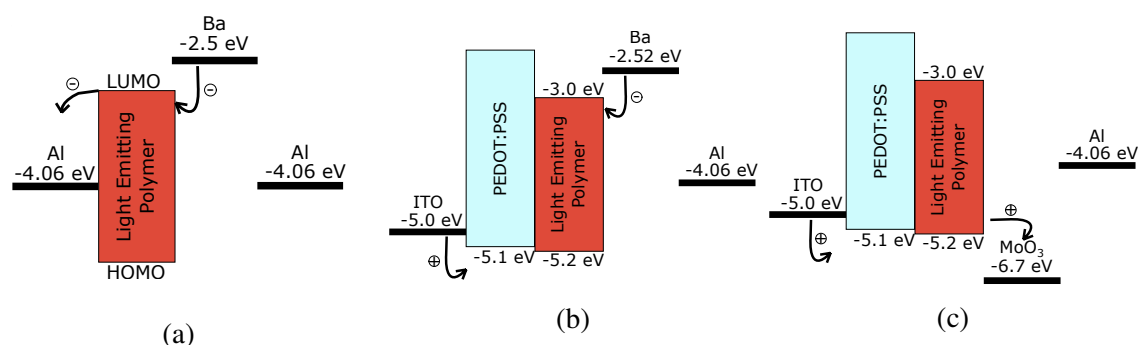 Ba
-2.5 eV
⊖
LUMO
⊖
Al
-4.06 eV
Light Emitting
Polymer
Al
-4.06 eV
HOMO
(a)
Ba
-2.52 eV
-3.0 eV
⊖
PEDOT:PSS
Light Emitting
Polymer
Al
-4.06 eV
ITO
-5.0 eV
⊕
-5.1 eV
-5.2 eV
(b)
-3.0 eV
PEDOT:PSS
Light Emitting
Polymer
Al
-4.06 eV
ITO
-5.0 eV
⊕
⊕
-5.1 eV
-5.2 eV
MoO₃
-6.7 eV
(c)